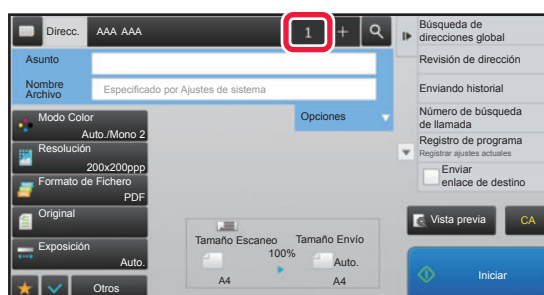 Direcc. AAA AAA 1 +
Asunto
Nombre
Archivo
Especificado por Ajustes de sistema
Opciones
Modo Color
Auto./Mono 2
Resolución
200x200ppp
Formato de Fichero
PDF
Original
Exposición
Auto.
Otros
Tamaño Escaneo
Tamaño Envío
100%
Auto.
A4
A4
Búsqueda de
direcciones global
Revisión de dirección
Enviando historial
Número de búsqueda
de llamada
Registro de programa
Registrar ajustes actuales
Enviar
enlace de destino
Vista previa
CA
Iniciar